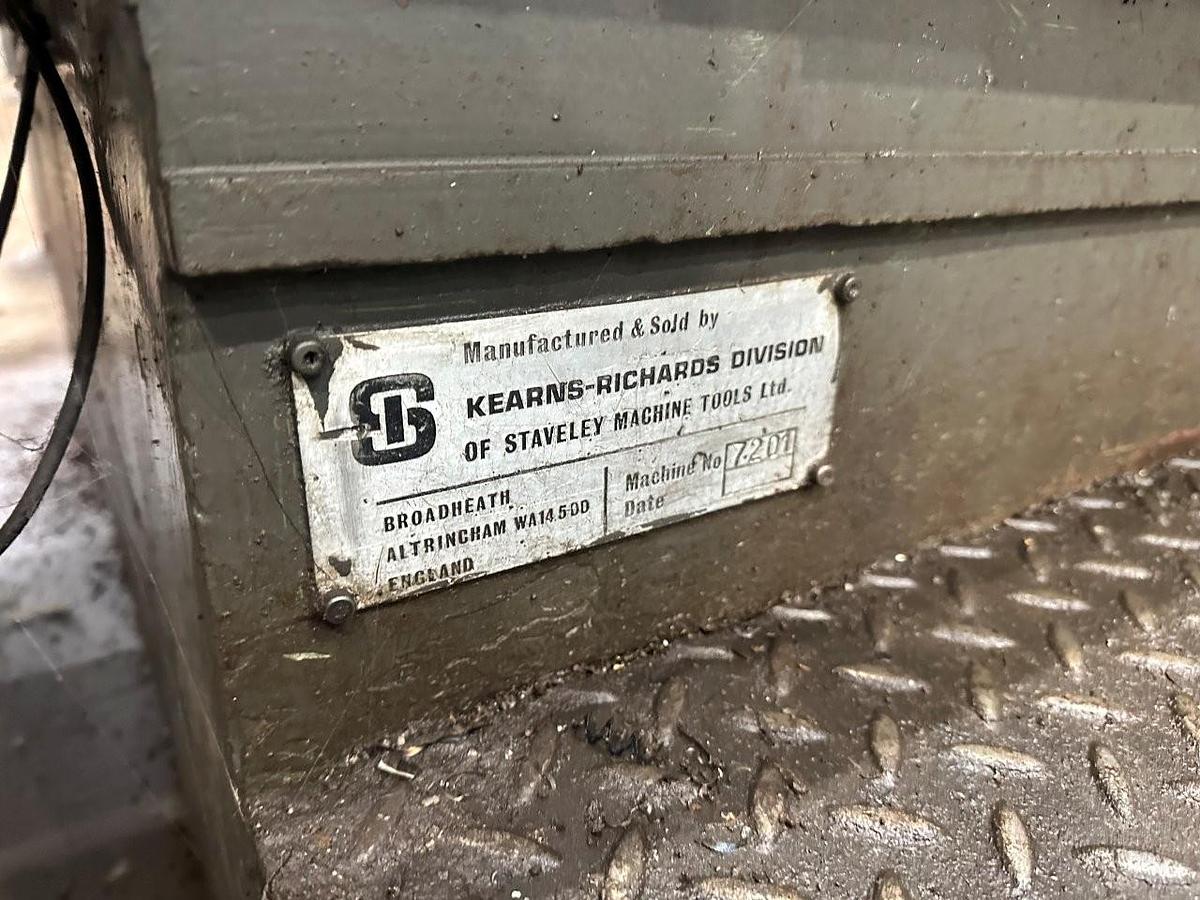 Manufactured & Sold by
KEARNS-RICHARDS DIVISION
OF STAVELEY MACHINE TOOLS Ltd.
BROADHEATH,
ALTRINCHAM WA14 5DD
ENGLAND
Machine No 7201
Date